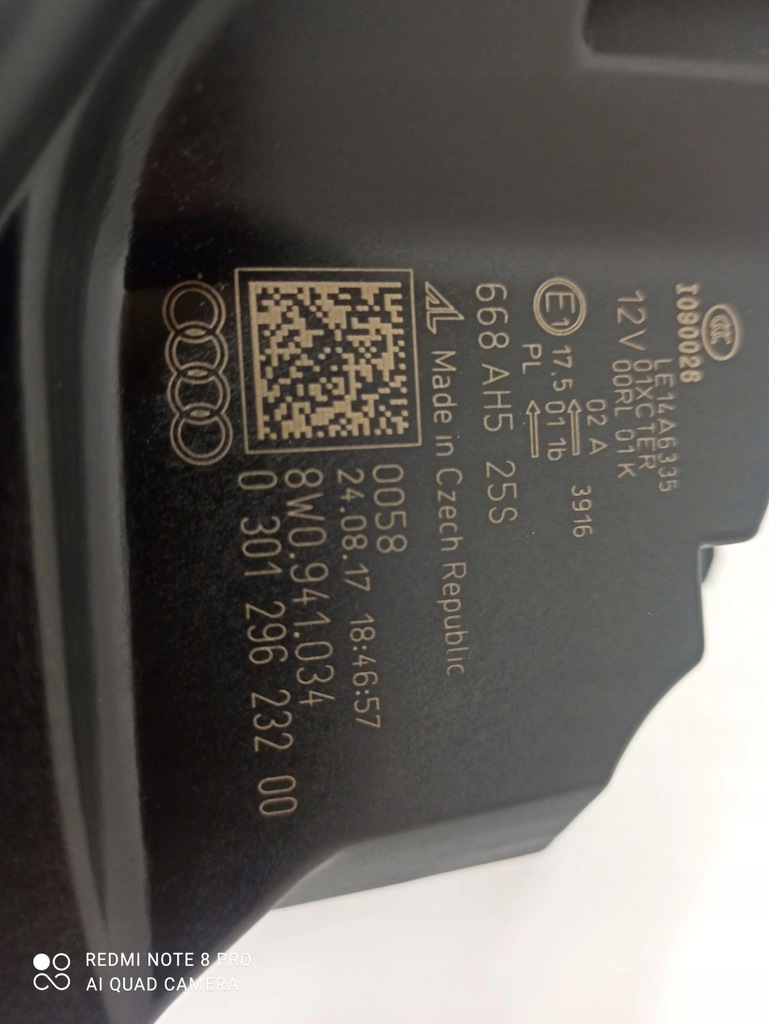 CCC
I090026
LE14A6335
12V 01XCTER
00RL 01K
02 A
3916
E1 17.5 01 1b
PL
668 AH5 25S
AL Made in Czech Republic
0058
24.08.17 18:46:57
8W0.941.034
0 301 296 232 00
REDMI NOTE 8 PRO
AI QUAD CAMERA